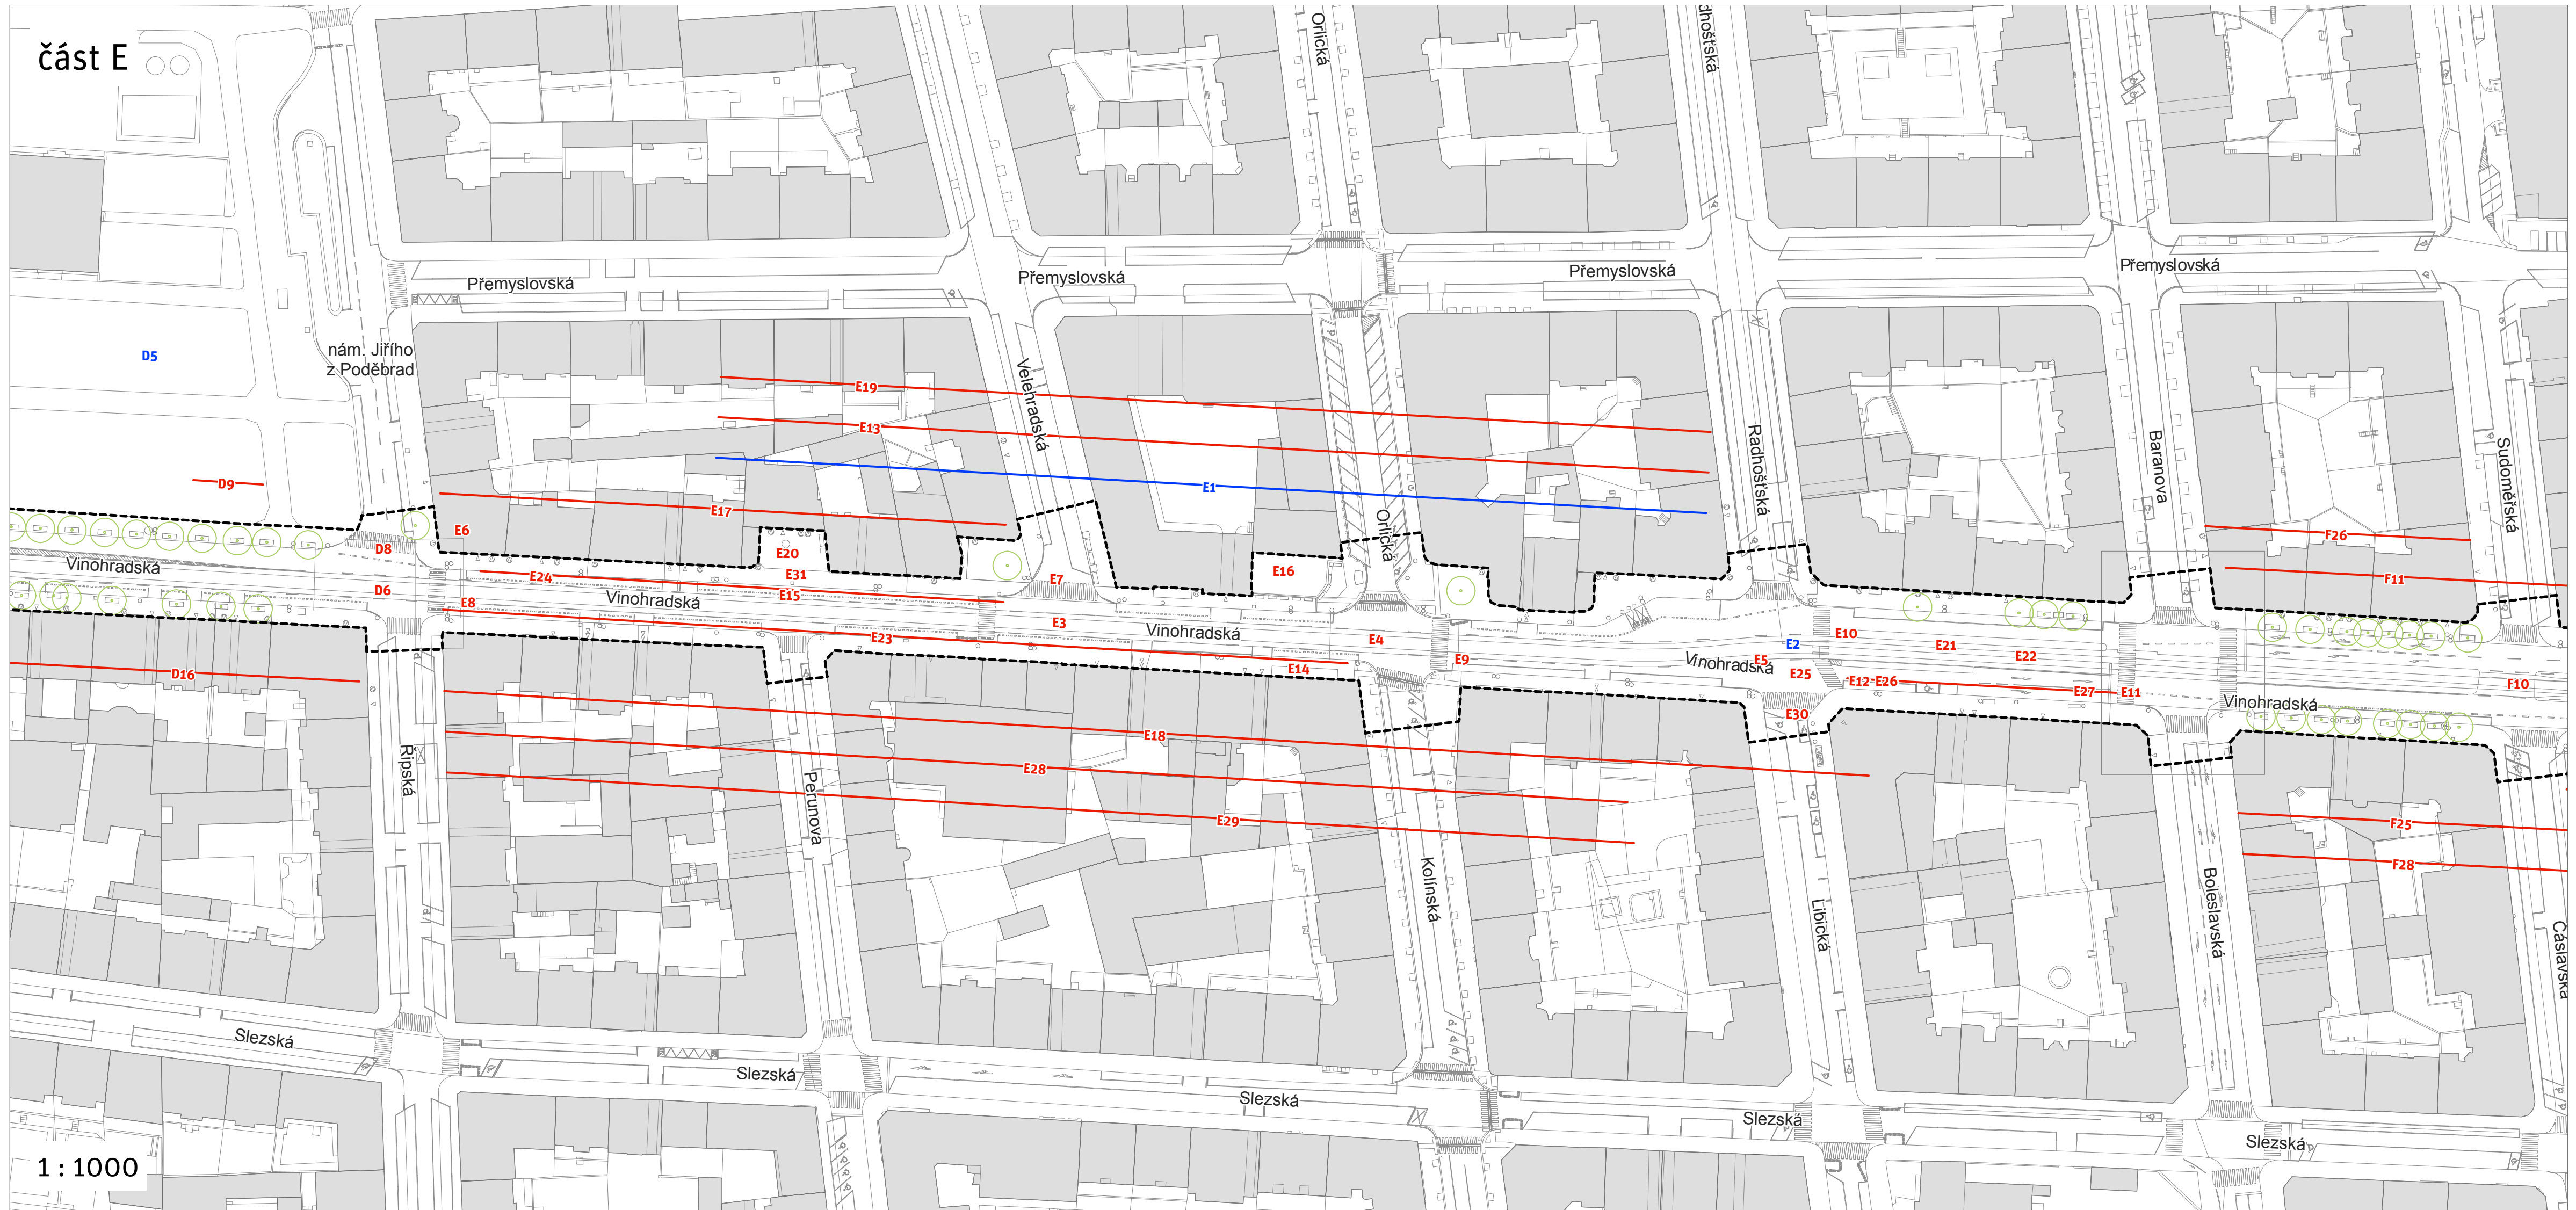 část E
Orlická
dhošťská
Přemyslovská
Přemyslovská
Přemyslovská
Přemyslovská
nám. Jiřího
z Poděbrad
D5
Velehradská
E19
E13
E1
Radhošťská
Baranova
Sudoměřská
D9
E17
Orlická
E6
D8
E20
E31
E24
E15
E7
E16
F26
F11
Vinohradská
D6
E8
Vinohradská
E3
E23
Vinohradská
E4
E14
E9
Vinohradská
E5
E2
E10
E21
E22
E25
E12
E26
E27
E11
F10
Vinohradská
E30
D16
Řipská
Perunova
E18
E28
E29
Kolínská
Libická
Boleslavská
F25
F28
Čáslavská
Slezská
Slezská
Slezská
Slezská
Slezská
1 : 1000